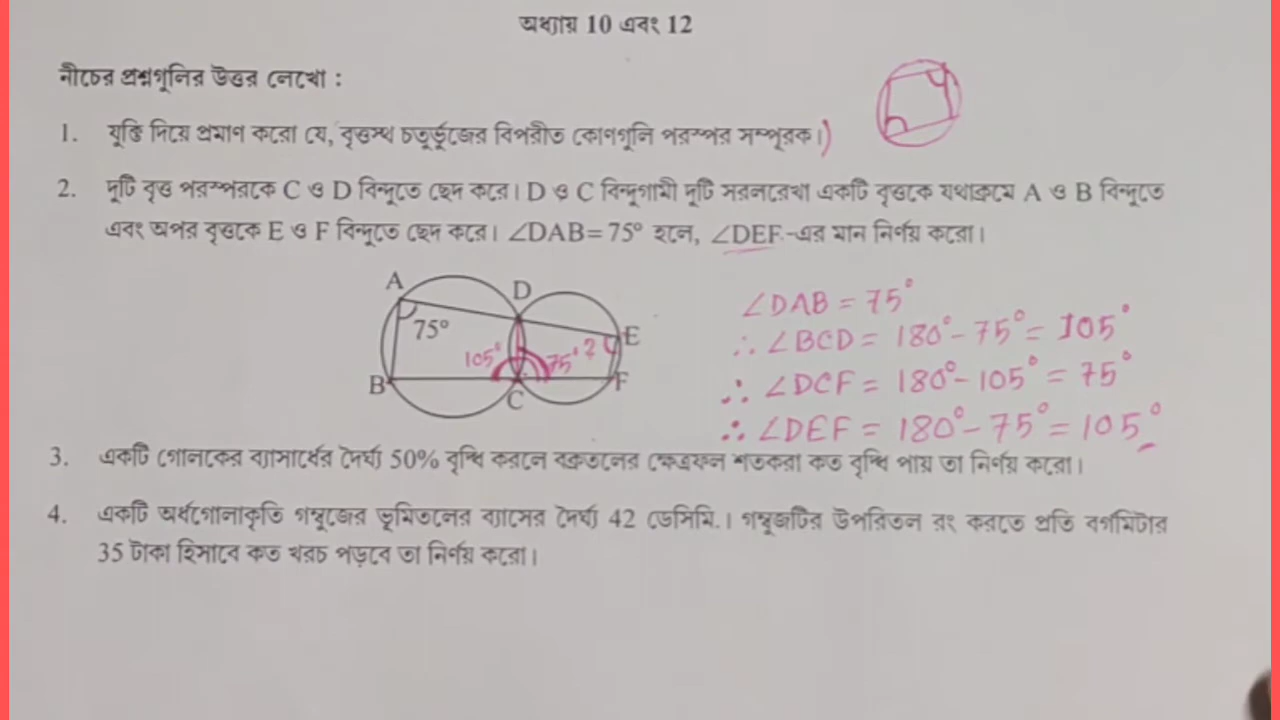 অধ্যায় 10 এবং 12
নীচের প্রশ্নগুলির উত্তর লেখো :
1. যুক্তি দিয়ে প্রমাণ করো যে, বৃত্তস্থ চতুর্ভুজের বিপরীত কোণগুলি পরস্পর সম্পূরক।)
2. দুটি বৃত্ত পরস্পরকে C ও D বিন্দুতে ছেদ করে। D ও C বিন্দুগামী দুটি সরলরেখা একটি বৃত্তকে যথাক্রমে A ও B বিন্দুতে
এবং অপর বৃত্তকে E ও F বিন্দুতে ছেদ করে। ∠DAB= 75° হলে, ∠DEF-এর মান নির্ণয় করো।
A
D
75°
105°
75°
?
E
B
C
F
∠DAB = 75°
∴ ∠BCD = 180° - 75° = 105°
∴ ∠DCF = 180° - 105° = 75°
∴ ∠DEF = 180° - 75° = 105°
3. একটি গোলকের ব্যাসার্ধের দৈর্ঘ্য 50% বৃদ্ধি করলে বক্রতলের ক্ষেত্রফল শতকরা কত বৃদ্ধি পায় তা নির্ণয় করো।
4. একটি অর্ধগোলাকৃতি গম্বুজের ভূমিতলের ব্যাসের দৈর্ঘ্য 42 ডেসিমি.। গম্বুজটির উপরিতল রং করতে প্রতি বর্গমিটার
35 টাকা হিসাবে কত খরচ পড়বে তা নির্ণয় করো।